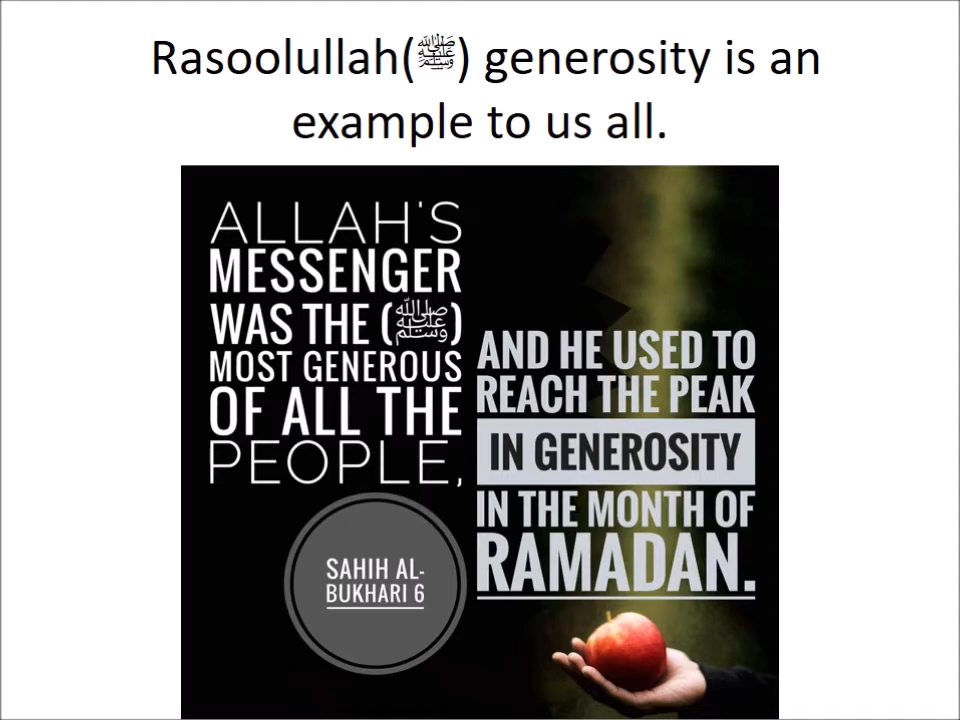 Rasoolullah(ﷺ) generosity is an
example to us all.
ALLAH'S
MESSENGER
WAS THE (ﷺ)
MOST GENEROUS
OF ALL THE
PEOPLE,
SAHIH AL-
BUKHARI 6
AND HE USED TO
REACH THE PEAK
IN GENEROSITY
IN THE MONTH OF
RAMADAN.